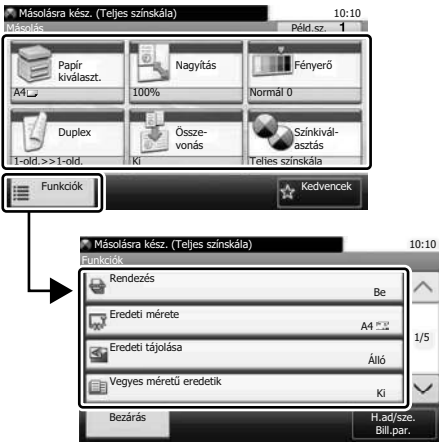 Másolásra kész. (Teljes színskála)
10:10
Másolás
Péld.sz. 1
Papír
kiválaszt.
A4
Nagyítás
100%
Fényerő
Normál 0
Duplex
1-old.>>1-old.
Össze-
vonás
Ki
Színkivál-
asztás
Teljes színskála
Funkciók
Kedvencek
Másolásra kész. (Teljes színskála)
10:10
Funkciók
Rendezés
Be
Eredeti mérete
A4
Eredeti tájolása
Álló
Vegyes méretű eredetik
Ki
1/5
Bezárás
H.ad/sze.
Bill.par.